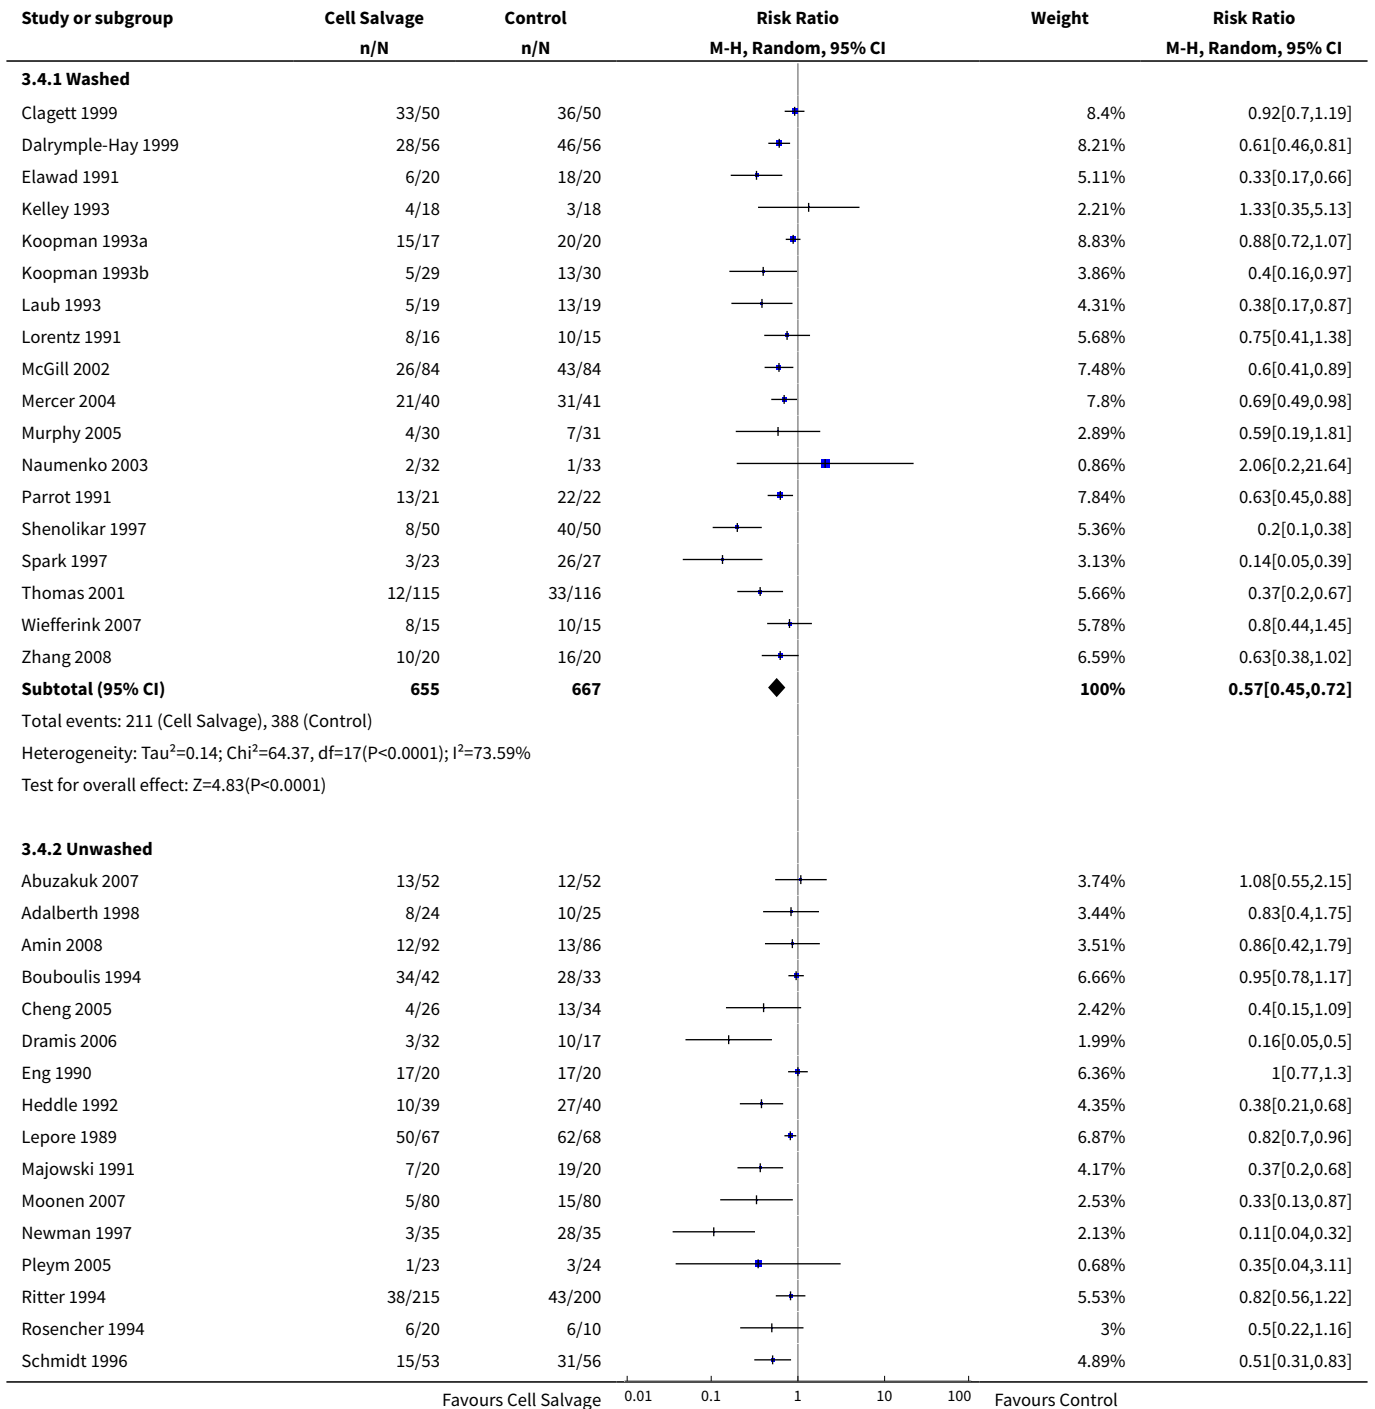 Study or subgroup Cell Salvage Control Risk Ratio Weight Risk Ratio
n/N n/N M-H, Random, 95% CI M-H, Random, 95% CI
3.4.1 Washed
Clagett 1999 33/50 36/50 8.4% 0.92[0.7,1.19]
Dalrymple-Hay 1999 28/56 46/56 8.21% 0.61[0.46,0.81]
Elawad 1991 6/20 18/20 5.11% 0.33[0.17,0.66]
Kelley 1993 4/18 3/18 2.21% 1.33[0.35,5.13]
Koopman 1993a 15/17 20/20 8.83% 0.88[0.72,1.07]
Koopman 1993b 5/29 13/30 3.86% 0.4[0.16,0.97]
Laub 1993 5/19 13/19 4.31% 0.38[0.17,0.87]
Lorentz 1991 8/16 10/15 5.68% 0.75[0.41,1.38]
McGill 2002 26/84 43/84 7.48% 0.6[0.41,0.89]
Mercer 2004 21/40 31/41 7.8% 0.69[0.49,0.98]
Murphy 2005 4/30 7/31 2.89% 0.59[0.19,1.81]
Naumenko 2003 2/32 1/33 0.86% 2.06[0.2,21.64]
Parrot 1991 13/21 22/22 7.84% 0.63[0.45,0.88]
Shenolikar 1997 8/50 40/50 5.36% 0.2[0.1,0.38]
Spark 1997 3/23 26/27 3.13% 0.14[0.05,0.39]
Thomas 2001 12/115 33/116 5.66% 0.37[0.2,0.67]
Wiefferink 2007 8/15 10/15 5.78% 0.8[0.44,1.45]
Zhang 2008 10/20 16/20 6.59% 0.63[0.38,1.02]
Subtotal (95% CI) 655 667 100% 0.57[0.45,0.72]
Total events: 211 (Cell Salvage), 388 (Control)
Heterogeneity: Tau²=0.14; Chi²=64.37, df=17(P<0.0001); I²=73.59%
Test for overall effect: Z=4.83(P<0.0001)
3.4.2 Unwashed
Abuzakuk 2007 13/52 12/52 3.74% 1.08[0.55,2.15]
Adalberth 1998 8/24 10/25 3.44% 0.83[0.4,1.75]
Amin 2008 12/92 13/86 3.51% 0.86[0.42,1.79]
Bouboulis 1994 34/42 28/33 6.66% 0.95[0.78,1.17]
Cheng 2005 4/26 13/34 2.42% 0.4[0.15,1.09]
Dramis 2006 3/32 10/17 1.99% 0.16[0.05,0.5]
Eng 1990 17/20 17/20 6.36% 1[0.77,1.3]
Heddle 1992 10/39 27/40 4.35% 0.38[0.21,0.68]
Lepore 1989 50/67 62/68 6.87% 0.82[0.7,0.96]
Majowski 1991 7/20 19/20 4.17% 0.37[0.2,0.68]
Moonen 2007 5/80 15/80 2.53% 0.33[0.13,0.87]
Newman 1997 3/35 28/35 2.13% 0.11[0.04,0.32]
Pleym 2005 1/23 3/24 0.68% 0.35[0.04,3.11]
Ritter 1994 38/215 43/200 5.53% 0.82[0.56,1.22]
Rosencher 1994 6/20 6/10 3% 0.5[0.22,1.16]
Schmidt 1996 15/53 31/56 4.89% 0.51[0.31,0.83]
Favours Cell Salvage 0.01 0.1 1 10 100 Favours Control